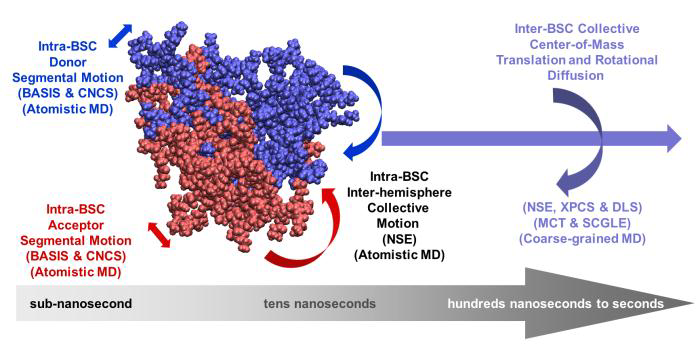 Intra-BSC
Donor
Segmental Motion
(BASIS & CNCS)
(Atomistic MD)
Inter-BSC Collective
Center-of-Mass
Translation and Rotational
Diffusion
Intra-BSC
Inter-hemisphere
Collective
Motion
(NSE)
(Atomistic MD)
Intra-BSC
Acceptor
Segmental Motion
(BASIS & CNCS)
(Atomistic MD)
(NSE, XPCS & DLS)
(MCT & SCGLE)
(Coarse-grained MD)
sub-nanosecond
tens nanoseconds
hundreds nanoseconds to seconds